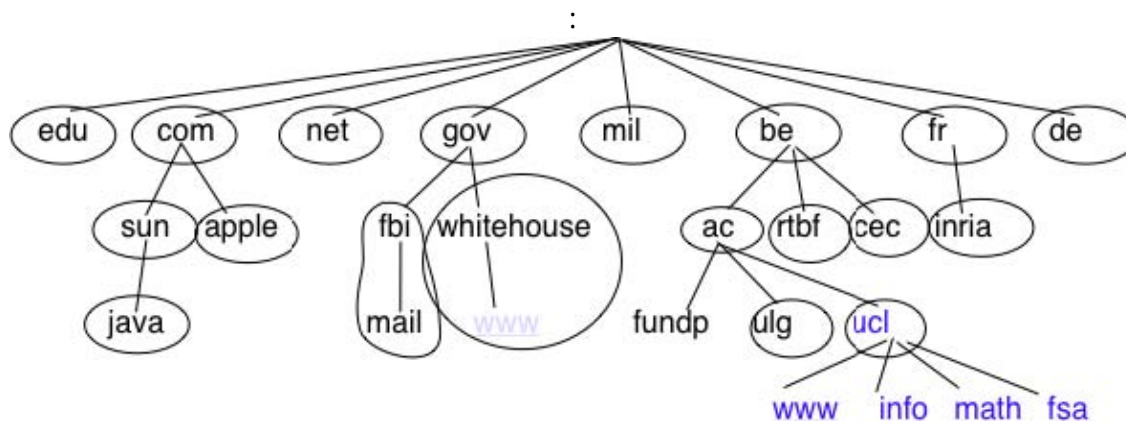 :
edu com net gov mil be fr de
sun apple fbi whitehouse ac rtbf cec inria
java mail www fundp ulg ucl
www info math fsa